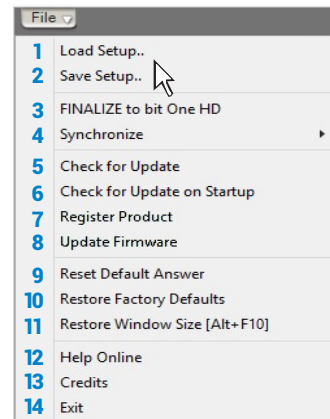 File
1 Load Setup..
2 Save Setup..
3 FINALIZE to bit One HD
4 Synchronize
5 Check for Update
6 Check for Update on Startup
7 Register Product
8 Update Firmware
9 Reset Default Answer
10 Restore Factory Defaults
11 Restore Window Size [Alt+F10]
12 Help Online
13 Credits
14 Exit